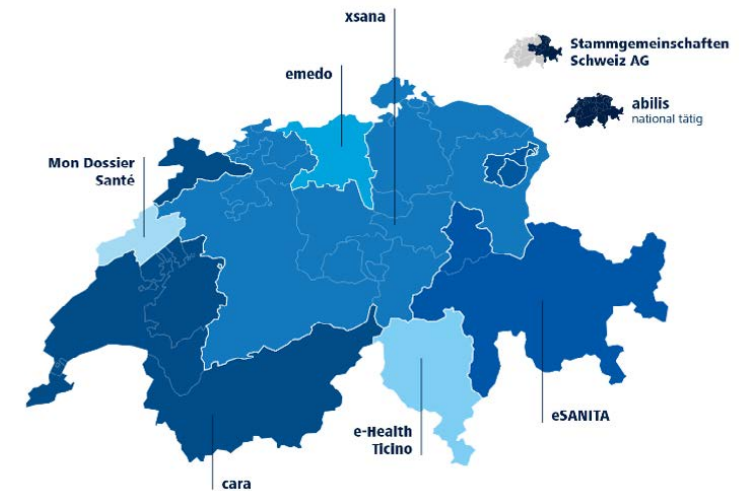 xsana
Stammgemeinschaften
Schweiz AG
emedo
abilis
national tätig
Mon Dossier
Santé
eSANITA
e-Health
Ticino
cara